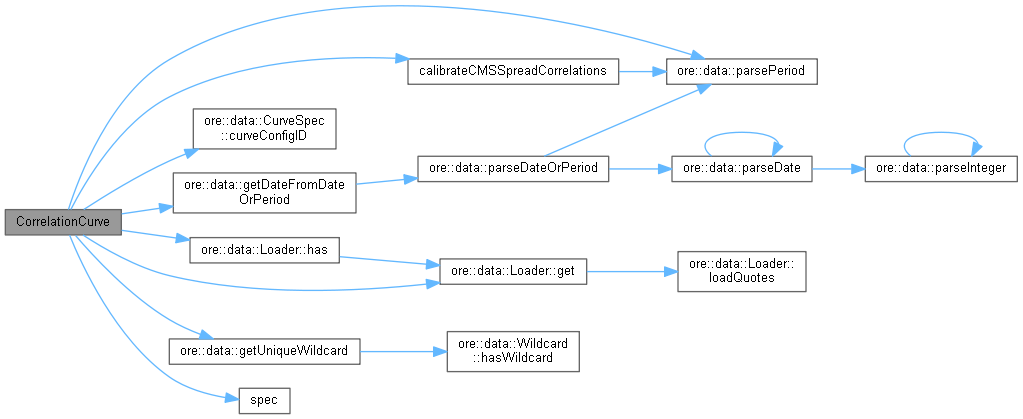 calibrateCMSSpreadCorrelations
ore::data::parsePeriod
ore::data::CurveSpec
::curveConfigID
ore::data::parseDateOrPeriod
ore::data::parseDate
ore::data::parseInteger
ore::data::getDateFromDate
OrPeriod
CorrelationCurve
ore::data::Loader::has
ore::data::Loader::get
ore::data::Loader::
loadQuotes
ore::data::getUniqueWildcard
ore::data::Wildcard
::hasWildcard
spec